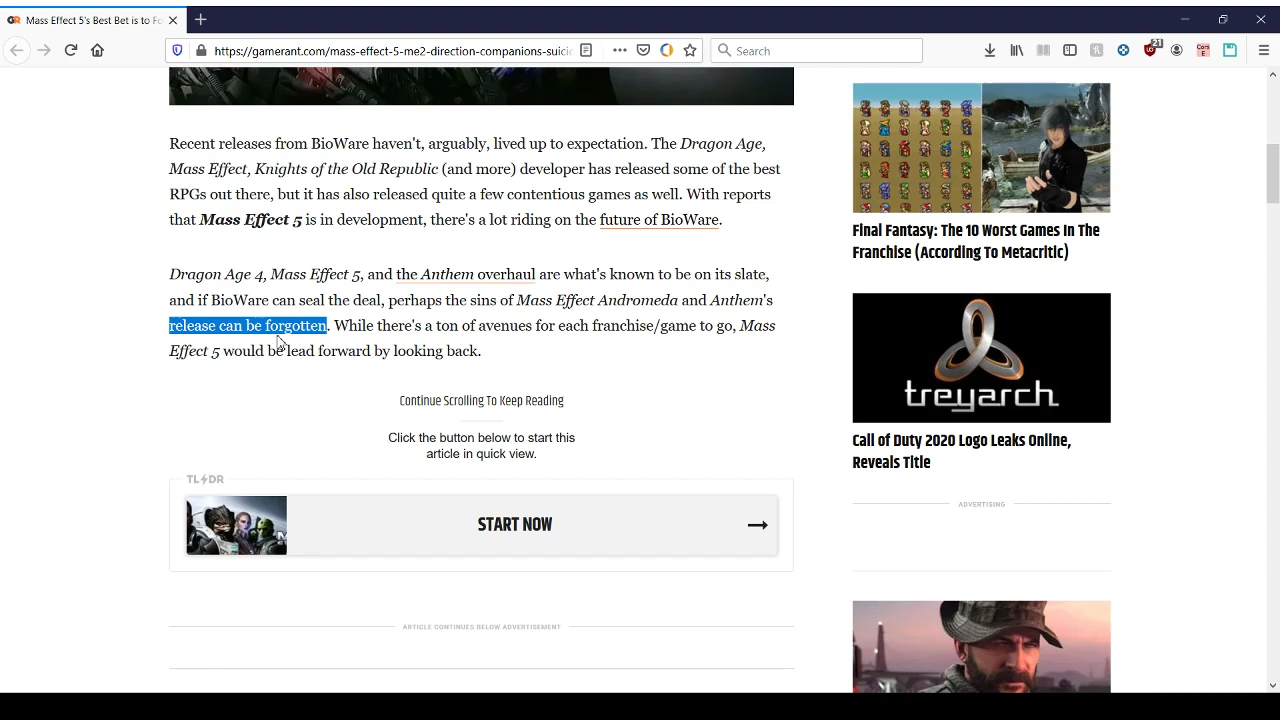 Mass Effect 5's Best Bet is to Fo
https://gamerant.com/mass-effect-5-me2-direction-companions-suici
Search
21
Recent releases from BioWare haven't, arguably, lived up to expectation. The Dragon Age,
Mass Effect, Knights of the Old Republic (and more) developer has released some of the best
RPGs out there, but it has also released quite a few contentious games as well. With reports
that Mass Effect 5 is in development, there's a lot riding on the future of BioWare.
Dragon Age 4, Mass Effect 5, and the Anthem overhaul are what's known to be on its slate,
and if BioWare can seal the deal, perhaps the sins of Mass Effect Andromeda and Anthem's
release can be forgotten. While there's a ton of avenues for each franchise/game to go, Mass
Effect 5 would be lead forward by looking back.
Continue Scrolling To Keep Reading
Click the button below to start this
article in quick view.
TL DR
START NOW
ARTICLE CONTINUES BELOW ADVERTISEMENT
Final Fantasy: The 10 Worst Games In The
Franchise (According To Metacritic)
treyarch
Call of Duty 2020 Logo Leaks Online,
Reveals Title
ADVERTISING